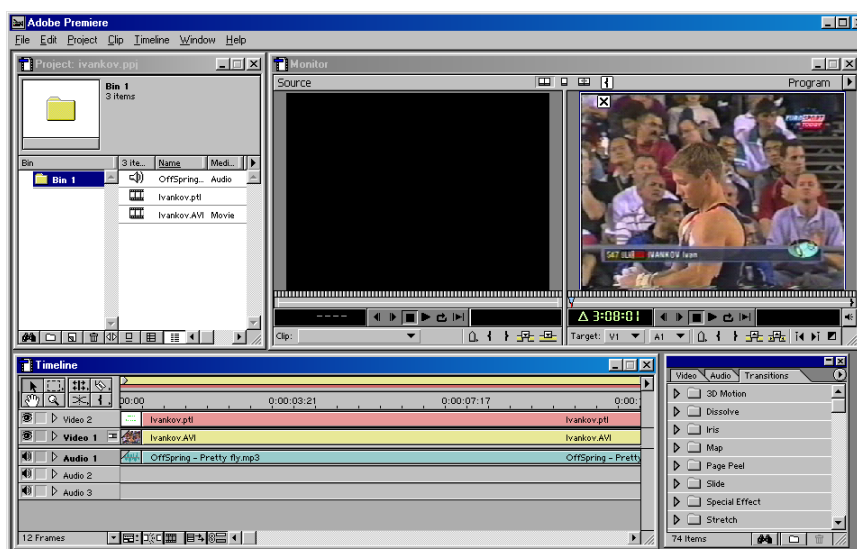 Adobe Premiere
File Edit Project Clip Timeline Window Help
Project: ivankov.ppj
Bin 1
3 items
Bin 3 ite... Name Medi...
Bin 1
OffSpring... Audio
Ivankov.ptl
Ivankov.AVI Movie
Monitor
Source Program
EUROSPORT
TODAY
547 BLR IVANKOV Ivan
3:08:01
Clip: Target: V1 A1
Timeline
00:00 0:00:03:21 0:00:07:17 0:00:
Video 2 Ivankov.ptl Ivankov.ptl
Video 1 Ivankov.AVI Ivankov.AVI
Audio 1 OffSpring - Pretty fly.mp3 OffSpring - Pretty
Audio 2
Audio 3
12 Frames
Video Audio Transitions
3D Motion
Dissolve
Iris
Map
Page Peel
Slide
Special Effect
Stretch
74 Items